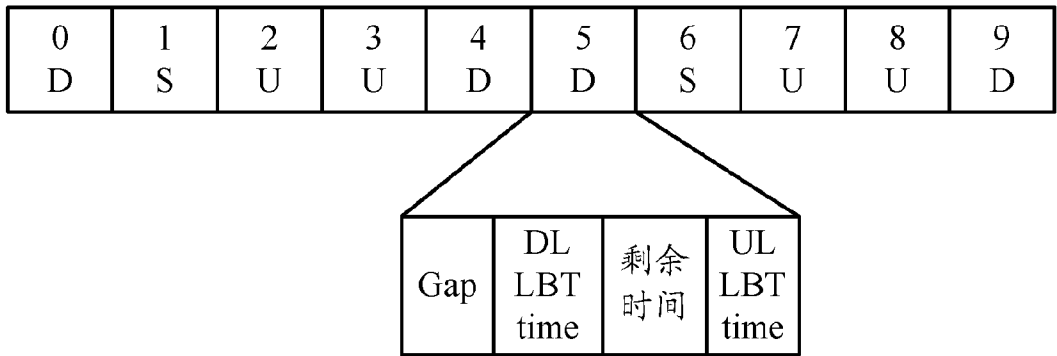 0 1 2 3 4 5 6 7 8 9
D S U U D D S U U D
Gap
DL
LBT
time
剩余
时间
UL
LBT
time